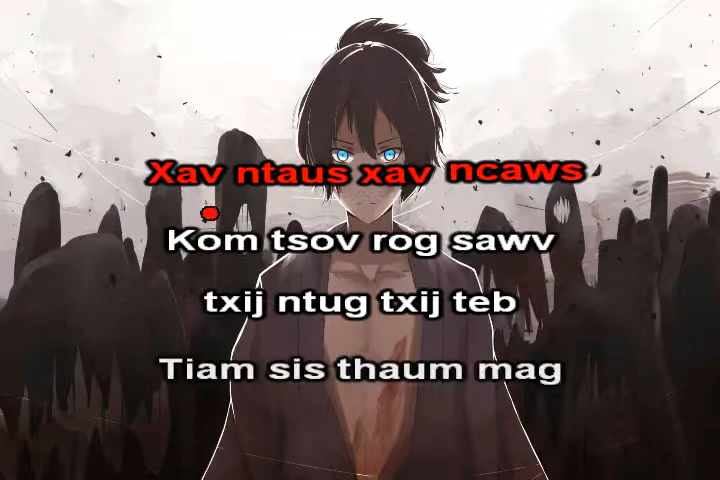 Xav ntaus xav ncaws
Kom tsov rog sawv
txij ntug txij teb
Tiam sis thaum mag